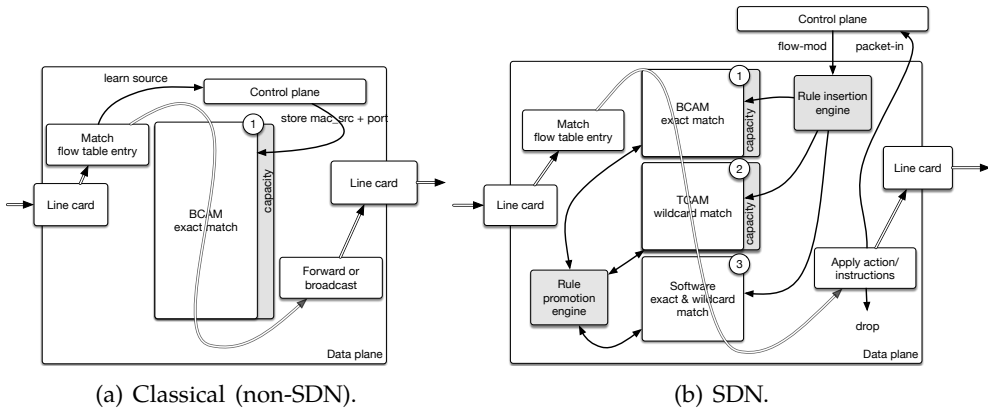 learn source
Control plane
1
store mac_src + port
Match
flow table entry
Line card
Line card
BCAM
exact match
capacity
Forward or
broadcast
Data plane
(a) Classical (non-SDN).
Control plane
flow-mod
packet-in
1
BCAM
exact match
capacity
Rule insertion
engine
Match
flow table entry
Line card
2
TCAM
wildcard match
capacity
Line card
3
Software
exact & wildcard
match
Rule
promotion
engine
Apply action/
instructions
drop
Data plane
(b) SDN.